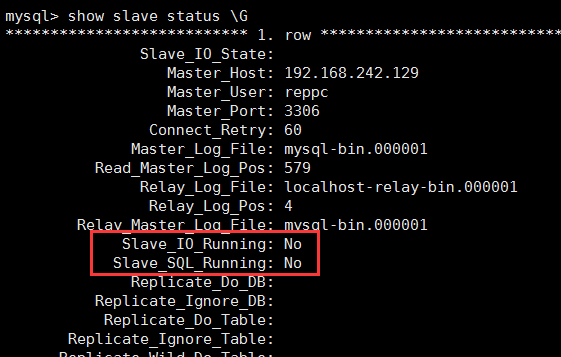 mysql> show slave status \G
*************************** 1. row ***************************
Slave_IO_State:
Master_Host: 192.168.242.129
Master_User: reppc
Master_Port: 3306
Connect_Retry: 60
Master_Log_File: mysql-bin.000001
Read_Master_Log_Pos: 579
Relay_Log_File: localhost-relay-bin.000001
Relay_Log_Pos: 4
Relay_Master_Log_File: mysql-bin.000001
Slave_IO_Running: No
Slave_SQL_Running: No
Replicate_Do_DB:
Replicate_Ignore_DB:
Replicate_Do_Table:
Replicate_Ignore_Table:
Replicate_Wild_Do_Table: